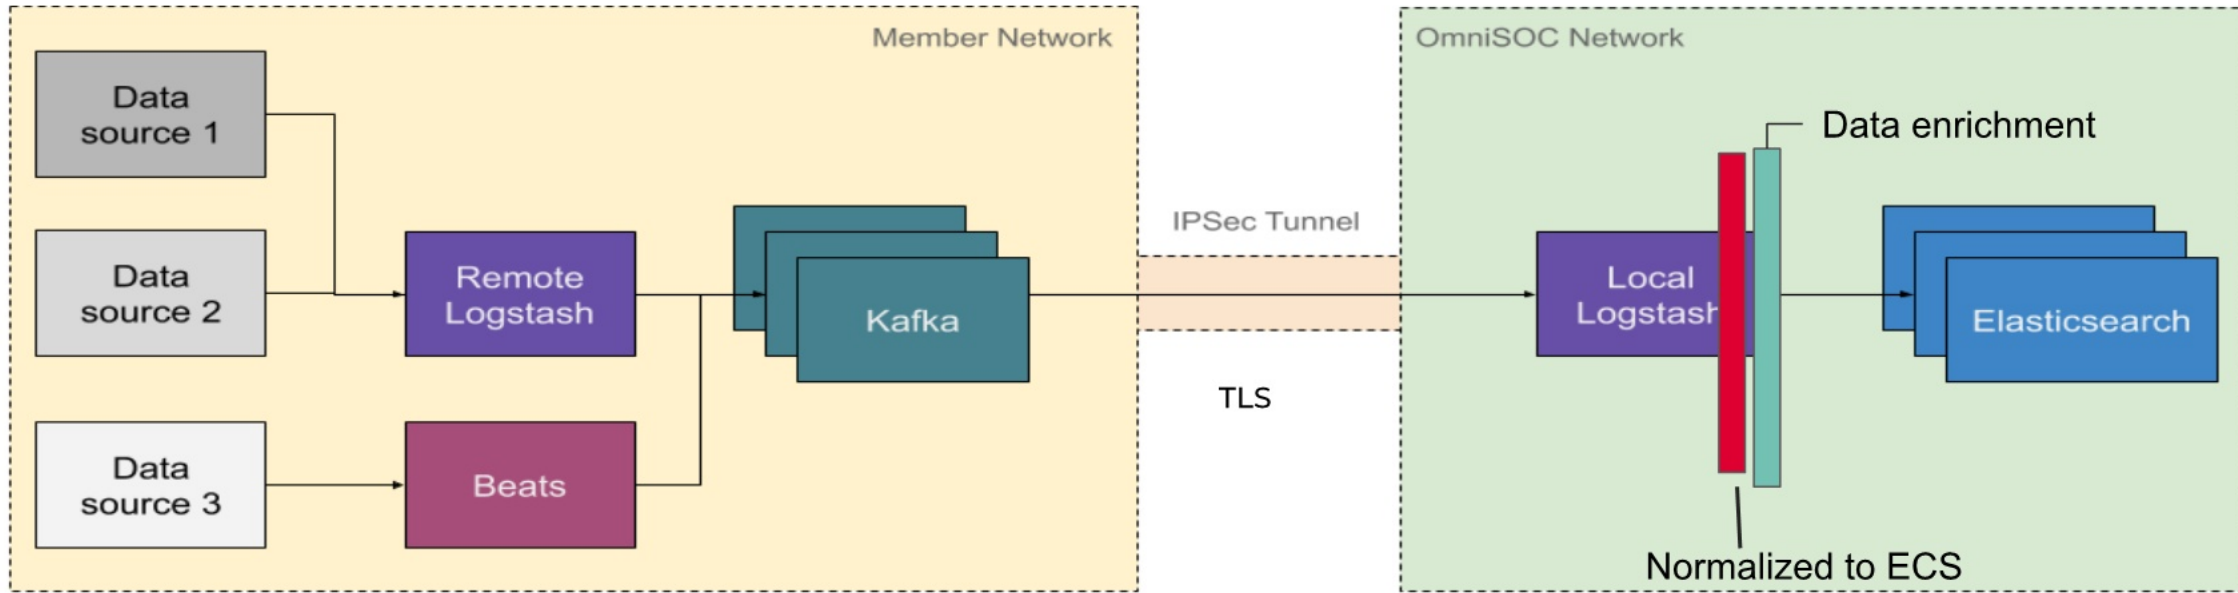 Member Network
Data
source 1
Data
source 2
Data
source 3
Remote
Logstash
Beats
Kafka
IPSec Tunnel
TLS
OmniSOC Network
Data enrichment
Local
Logstash
Normalized to ECS
Elasticsearch